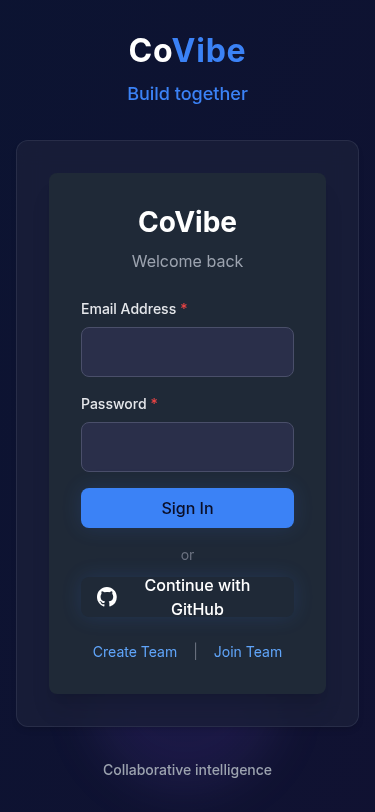 CoVibe
Build together
CoVibe
Welcome back
Email Address *
Password *
Sign In
or
Continue with
GitHub
Create Team | Join Team
Collaborative intelligence